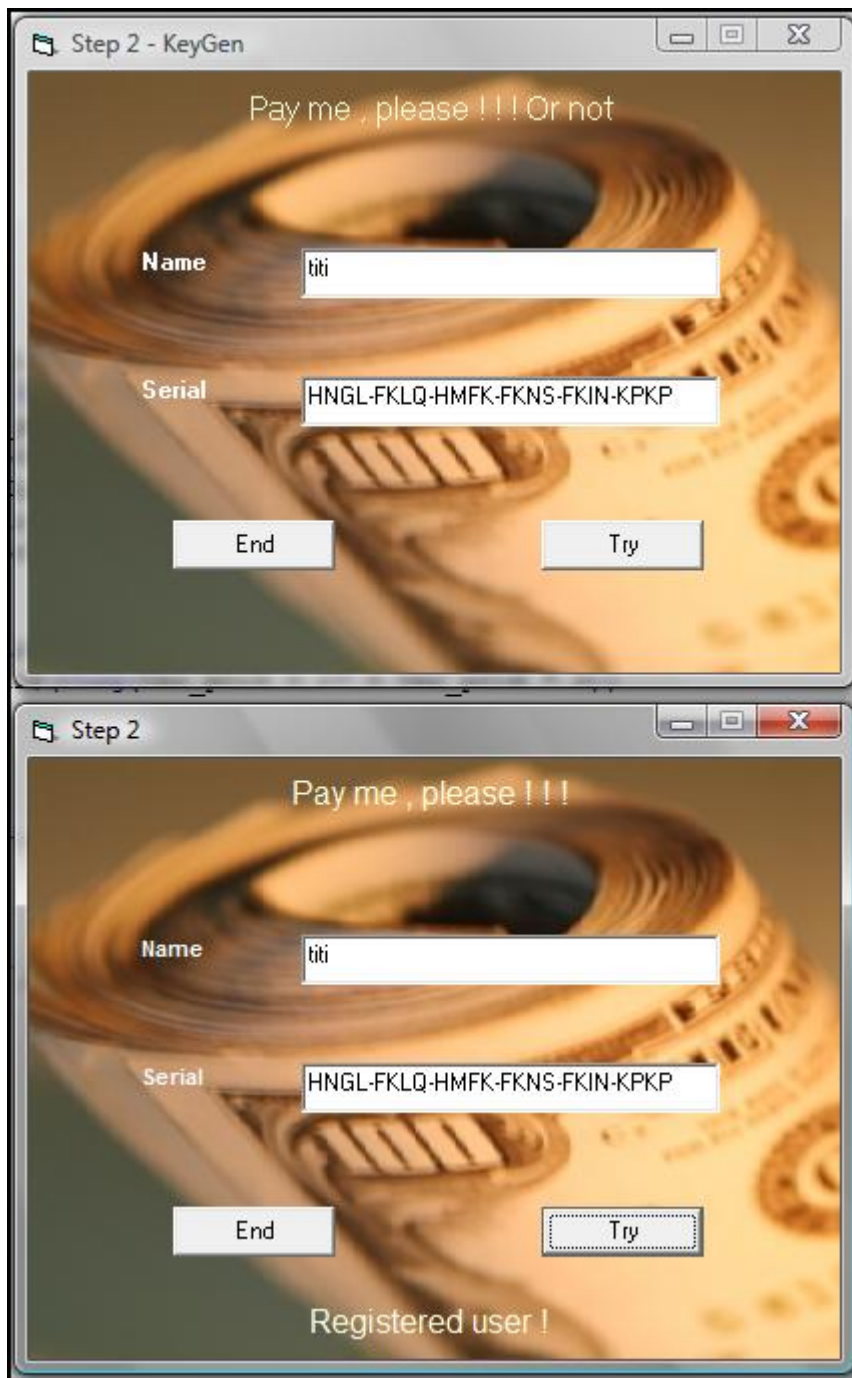 Step 2 - KeyGen
Pay me , please ! ! ! Or not
Name
titi
Serial
HNGL-FKLQ-HMFK-FKNS-FKIN-KPKP
End
Try
Step 2
Pay me , please ! ! !
Name
titi
Serial
HNGL-FKLQ-HMFK-FKNS-FKIN-KPKP
End
Try
Registered user !